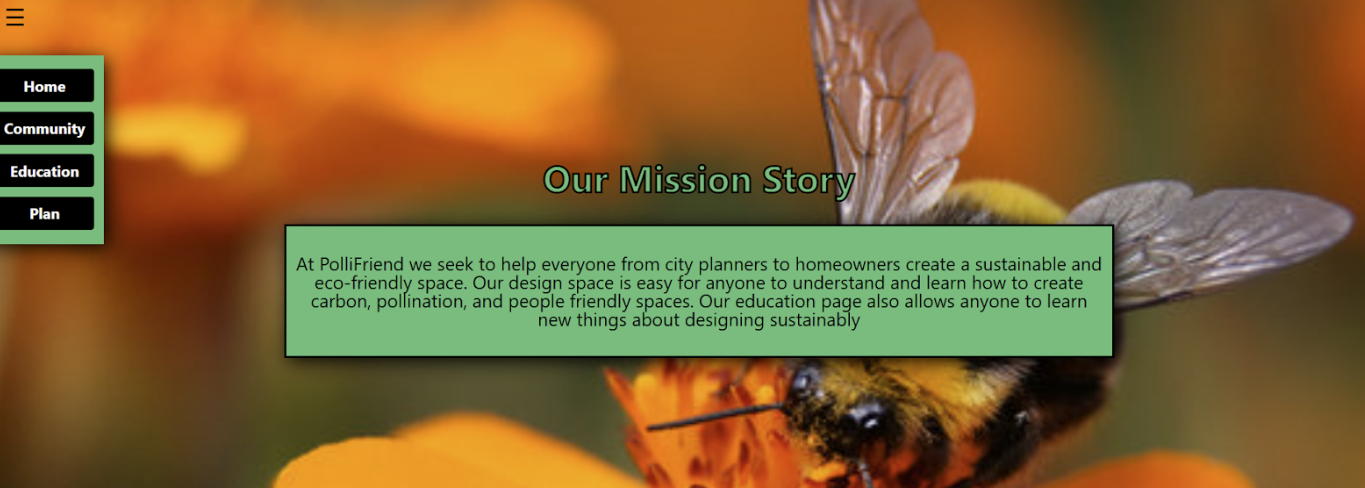 Home
Community
Education
Plan
Our Mission Story
At PolliFriend we seek to help everyone from city planners to homeowners create a sustainable and
eco-friendly space. Our design space is easy for anyone to understand and learn how to create
carbon, pollination, and people friendly spaces. Our education page also allows anyone to learn
new things about designing sustainably